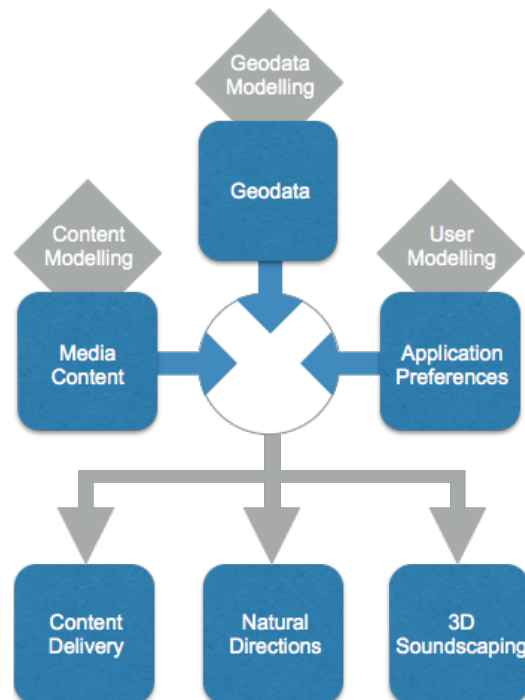 Geodata
Modelling
Geodata
Content
Modelling
User
Modelling
Media
Content
Application
Preferences
Content
Delivery
Natural
Directions
3D
Soundscaping